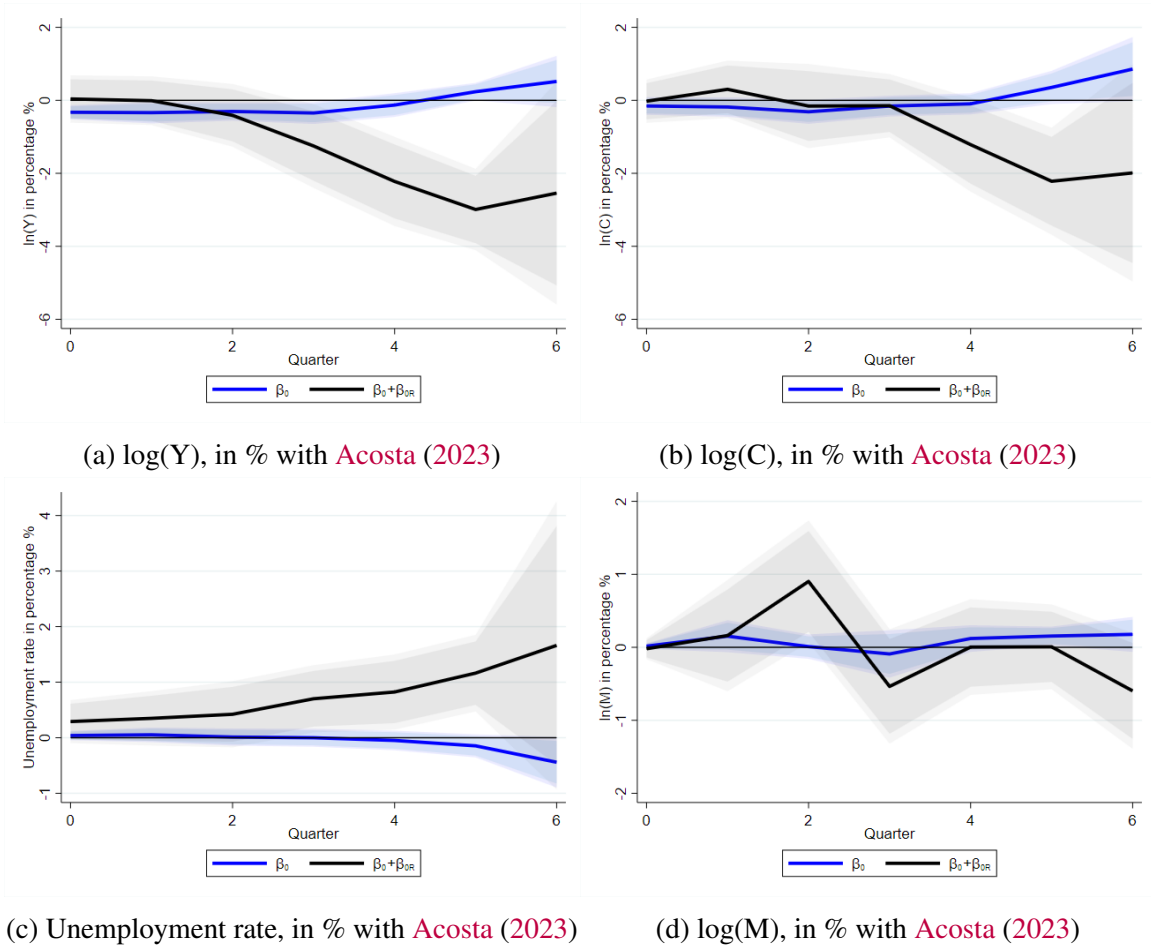 2
0
-2
-4
-6
ln(Y) in percentage %
0 2 4 6
Quarter
β₀ β₀+β₀R
(a) log(Y), in % with Acosta (2023)
2
0
-2
-4
-6
ln(C) in percentage %
0 2 4 6
Quarter
β₀ β₀+β₀R
(b) log(C), in % with Acosta (2023)
4
3
2
1
0
-1
Unemployment rate in percentage %
0 2 4 6
Quarter
β₀ β₀+β₀R
(c) Unemployment rate, in % with Acosta (2023)
2
1
0
-1
-2
ln(M) in percentage %
0 2 4 6
Quarter
β₀ β₀+β₀R
(d) log(M), in % with Acosta (2023)